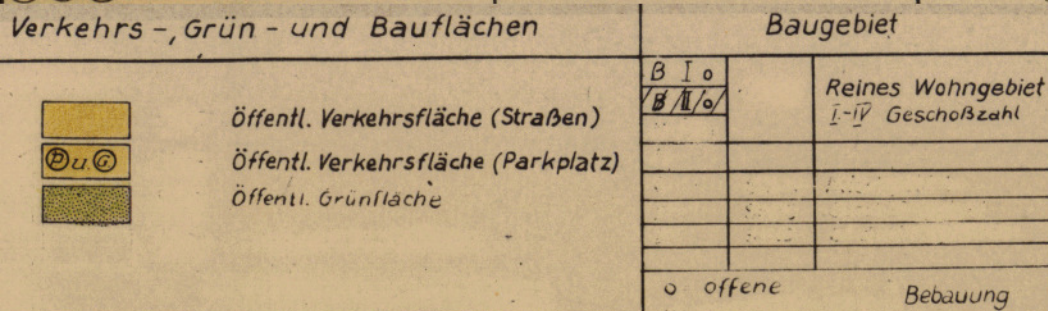 Verkehrs -, Grün - und Bauflächen
Öffentl. Verkehrsfläche (Straßen)
P u. G Öffentl. Verkehrsfläche (Parkplatz)
Öffentl. Grünfläche
Baugebiet
B I o
B II o
Reines Wohngebiet
I-IV Geschoßzahl
o offene Bebauung